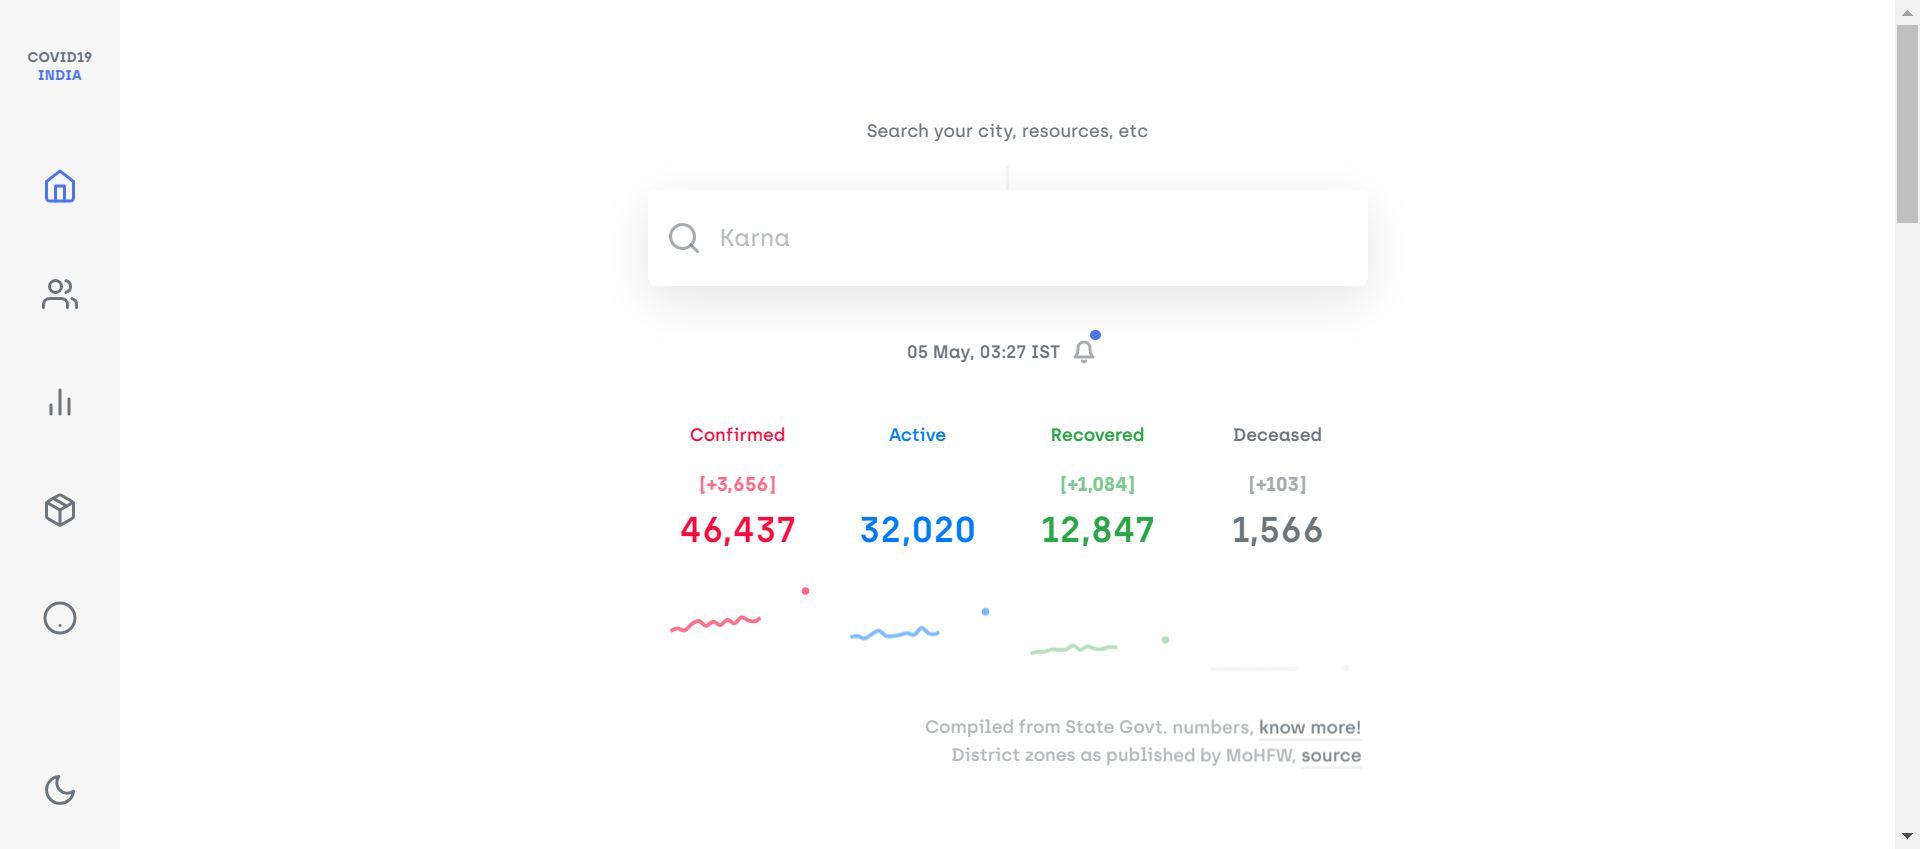 COVID19
INDIA
Search your city, resources, etc
Karna
05 May, 03:27 IST
Confirmed Active Recovered Deceased
[+3,656] [+1,084] [+103]
46,437 32,020 12,847 1,566
Compiled from State Govt. numbers, know more!
District zones as published by MoHFW, source